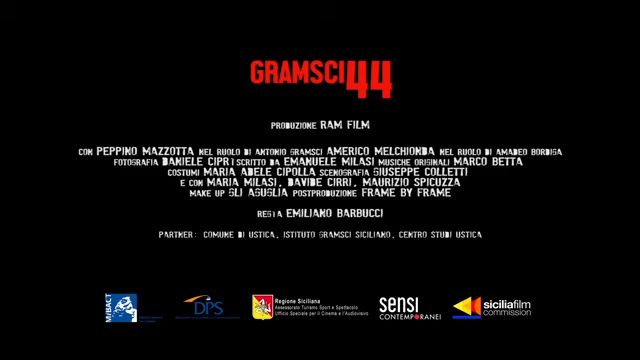 GRAMSCI44
PRODUZIONE RAM FILM
CON PEPPINO MAZZOTTA NEL RUOLO DI ANTONIO GRAMSCI AMERICO MELCHIONDA NEL RUOLO DI AMADEO BORDIGA
FOTOGRAFIA DANIELE CIPRÌ SCRITTO DA EMANUELE MILASI MUSICHE ORIGINALI MARCO BETTA
COSTUMI MARIA ADELE CIPOLLA SCENOGRAFIA GIUSEPPE COLLETTI
E CON MARIA MILASI, DAVIDE CIRRI, MAURIZIO SPICUZZA
MAKE UP GLI AGUGLIA POSTPRODUZIONE FRAME BY FRAME
REGIA EMILIANO BARBUCCI
PARTNER: COMUNE DI USTICA, ISTITUTO GRAMSCI SICILIANO, CENTRO STUDI USTICA
MiBACT
DPS
Regione Siciliana
Assessorato Turismo Sport e Spettacolo
Ufficio Speciale per il Cinema e l'Audiovisivo
SENSI
CONTEMPORANEI
siciliafilm
commission